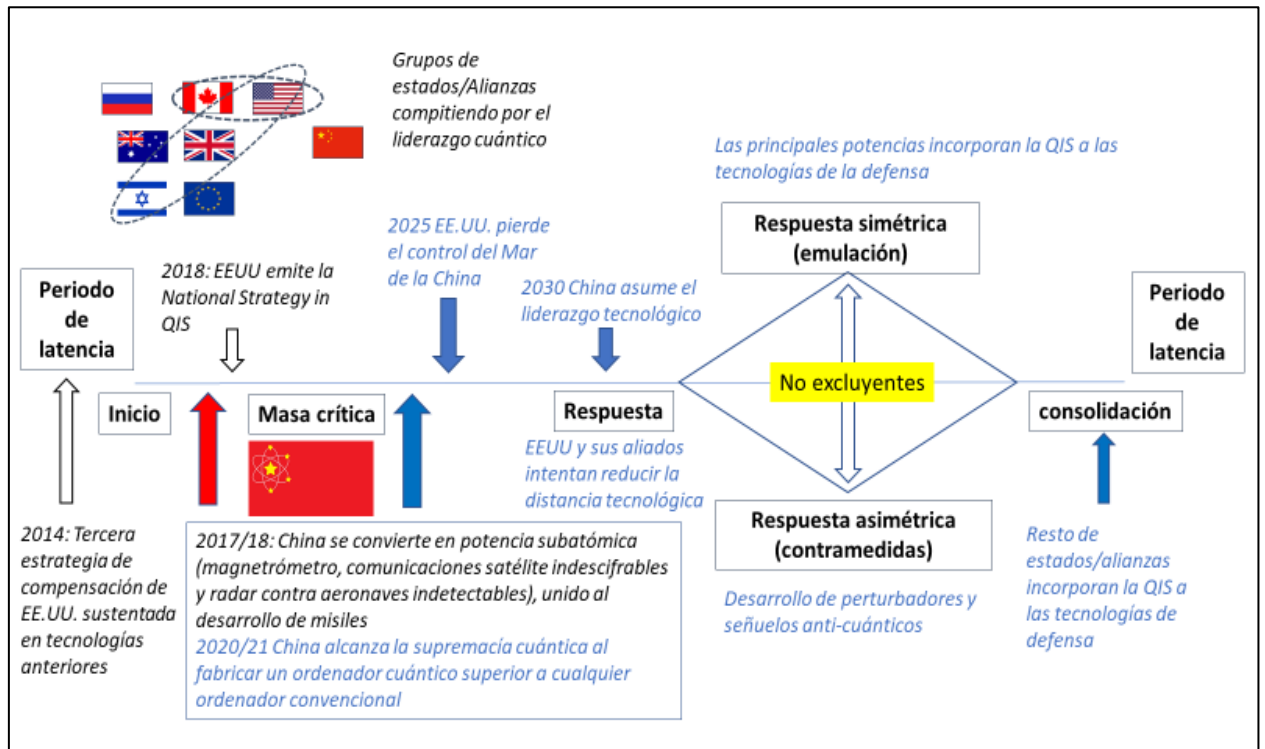 Grupos de
estados/Alianzas
compitiendo por el
liderazgo cuántico
Las principales potencias incorporan la QIS a las
tecnologías de la defensa
Respuesta simétrica
(emulación)
2025 EE.UU. pierde
el control del Mar
de la China
2018: EEUU emite la
National Strategy in
QIS
2030 China asume el
liderazgo tecnológico
Periodo
de
latencia
Periodo
de
latencia
No excluyentes
Inicio
Masa crítica
Respuesta
consolidación
EEUU y sus aliados
intentan reducir la
distancia tecnológica
Respuesta asimétrica
(contramedidas)
2014: Tercera
estrategia de
compensación de
EE.UU. sustentada
en tecnologías
anteriores
2017/18: China se convierte en potencia subatómica
(magnetrómetro, comunicaciones satélite indescifrables
y radar contra aeronaves indetectables), unido al
desarrollo de misiles
2020/21 China alcanza la supremacía cuántica al
fabricar un ordenador cuántico superior a cualquier
ordenador convencional
Desarrollo de perturbadores y
señuelos anti-cuánticos
Resto de
estados/alianzas
incorporan la QIS a
las tecnologías de
defensa